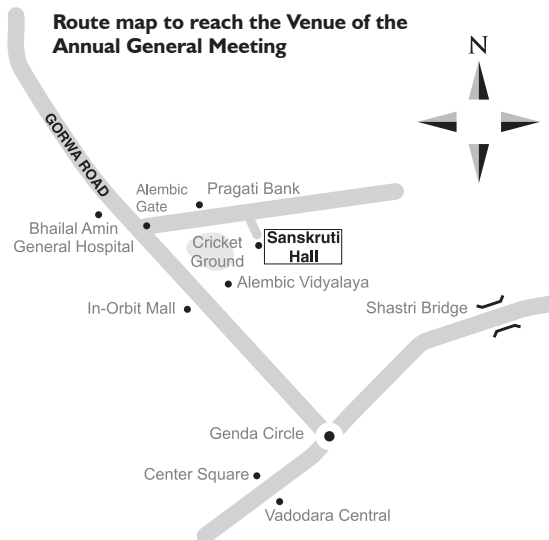 Route map to reach the Venue of the
Annual General Meeting
N
GORWA ROAD
Alembic
Gate
Pragati Bank
Bhailal Amin
General Hospital
Cricket
Ground
Sanskruti
Hall
Alembic Vidyalaya
In-Orbit Mall
Shastri Bridge
Genda Circle
Center Square
Vadodara Central